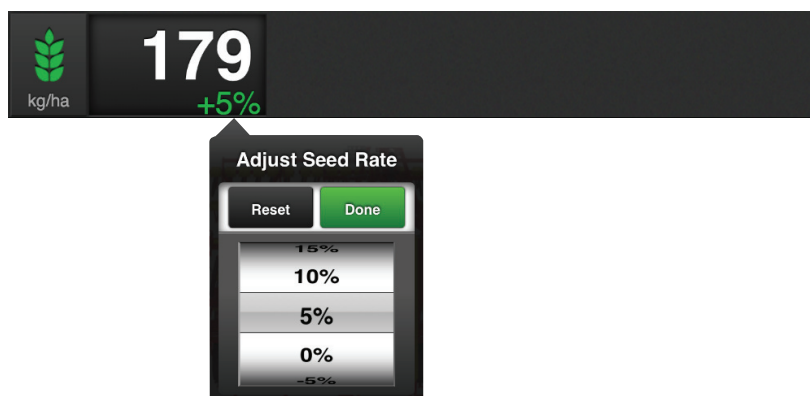 179
kg/ha
+5%
Adjust Seed Rate
Reset Done
15%
10%
5%
0%
-5%